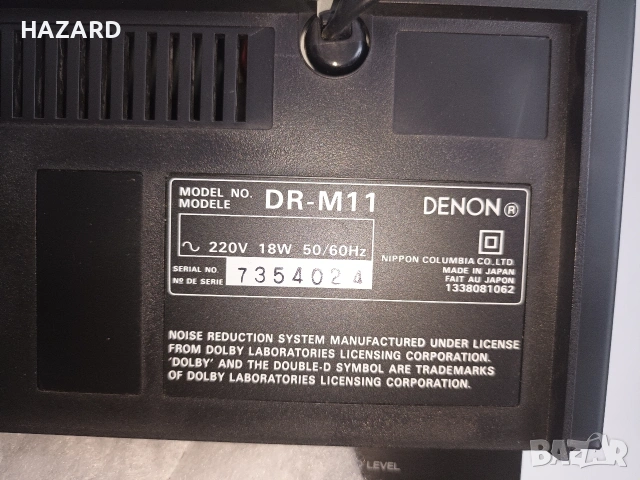 HAZARD
MODEL NO. DR-M11 DENON®
MODELE
~ 220V 18W 50/60Hz
NIPPON COLUMBIA CO., LTD.
MADE IN JAPAN
FAIT AU JAPON
1338081062
SERIAL NO.
Nº DE SERIE 7354024
NOISE REDUCTION SYSTEM MANUFACTURED UNDER LICENSE
FROM DOLBY LABORATORIES LICENSING CORPORATION.
'DOLBY' AND THE DOUBLE-D SYMBOL ARE TRADEMARKS
OF DOLBY LABORATORIES LICENSING CORPORATION.
LEVEL
BAZAR
.bg